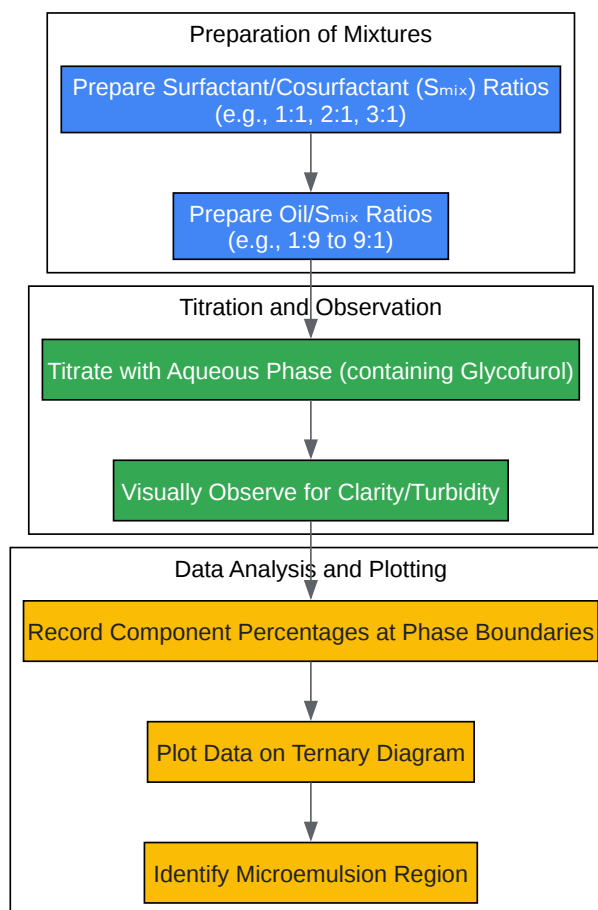 Preparation of Mixtures
Prepare Surfactant/Cosurfactant (Sₘᵢₓ) Ratios
(e.g., 1:1, 2:1, 3:1)
Prepare Oil/Sₘᵢₓ Ratios
(e.g., 1:9 to 9:1)
Titration and Observation
Titrate with Aqueous Phase (containing Glycofurol)
Visually Observe for Clarity/Turbidity
Data Analysis and Plotting
Record Component Percentages at Phase Boundaries
Plot Data on Ternary Diagram
Identify Microemulsion Region